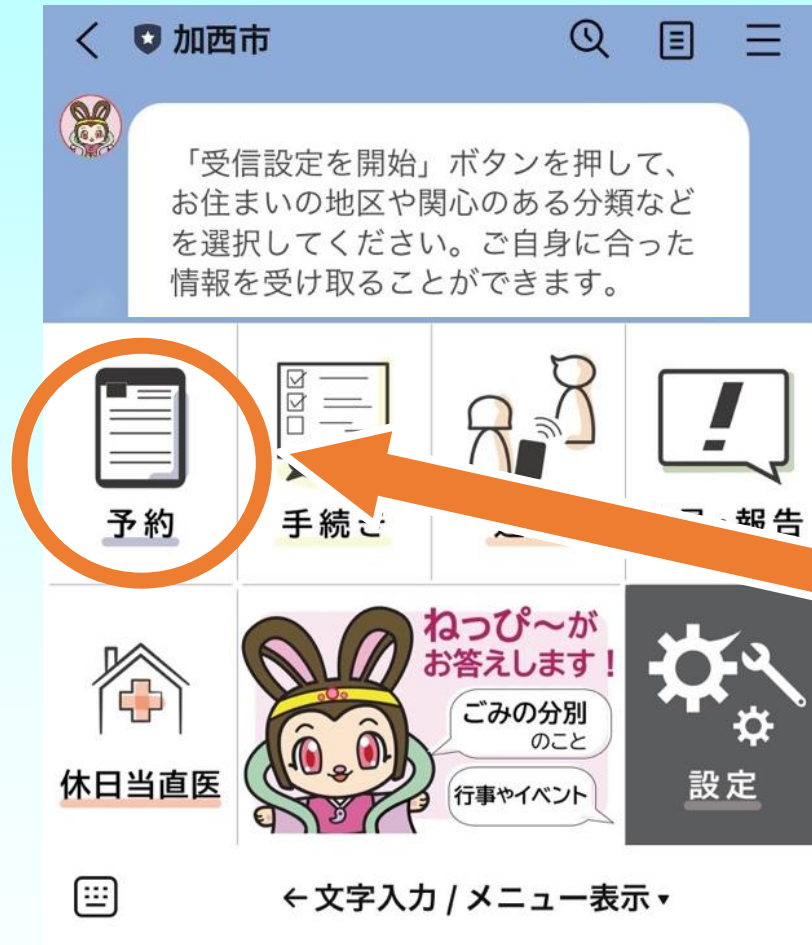 加西市
「受信設定を開始」ボタンを押して、
お住まいの地区や関心のある分類など
を選択してください。ご自身に合った
情報を受け取ることができます。
予約
手続き
報告
ねっぴ～が
お答えします！
ごみの分別
のこと
行事やイベント
休日当直医
設定
←文字入力 / メニュー表示▾